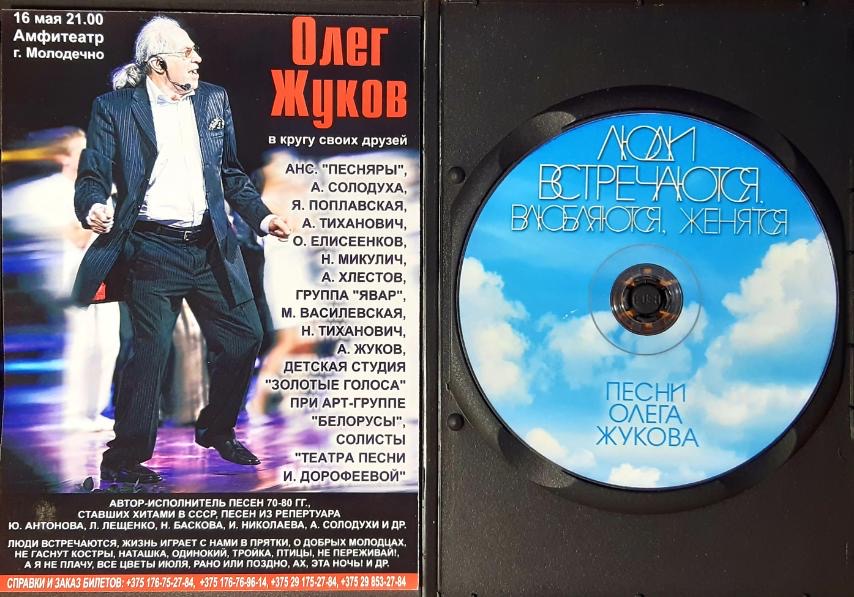 16 мая 21.00
Амфитеатр
г. Молодечно
Олег
Жуков
в кругу своих друзей
АНС. "ПЕСНЯРЫ",
А. СОЛОДУХА,
Я. ПОПЛАВСКАЯ,
А. ТИХАНОВИЧ,
О. ЕЛИСЕЕНКОВ,
Н. МИКУЛИЧ,
А. ХЛЕСТОВ,
ГРУППА "ЯВАР",
М. ВАСИЛЕВСКАЯ,
Н. ТИХАНОВИЧ,
А. ЖУКОВ,
ДЕТСКАЯ СТУДИЯ
"ЗОЛОТЫЕ ГОЛОСА"
ПРИ АРТ-ГРУППЕ
"БЕЛОРУСЫ",
СОЛИСТЫ
"ТЕАТРА ПЕСНИ
И. ДОРОФЕЕВОЙ"
АВТОР-ИСПОЛНИТЕЛЬ ПЕСЕН 70-80 ГГ.,
СТАВШИХ ХИТАМИ В СССР, ПЕСЕН ИЗ РЕПЕРТУАРА
Ю. АНТОНОВА, Л. ЛЕЩЕНКО, Н. БАСКОВА, И. НИКОЛАЕВА, А. СОЛОДУХИ И ДР.
ЛЮДИ ВСТРЕЧАЮТСЯ, ЖИЗНЬ ИГРАЕТ С НАМИ В ПРЯТКИ, О ДОБРЫХ МОЛОДЦАХ,
НЕ ГАСНУТ КОСТРЫ, НАТАШКА, ОДИНОКИЙ, ТРОЙКА, ПТИЦЫ, НЕ ПЕРЕЖИВАЙ!,
А Я НЕ ПЛАЧУ, ВСЕ ЦВЕТЫ ИЮЛЯ, РАНО ИЛИ ПОЗДНО, АХ, ЭТА НОЧЬ! И ДР.
СПРАВКИ И ЗАКАЗ БИЛЕТОВ: +375 176-75-27-84, +375 176-76-96-14, +375 29 175-27-84, +375 29 853-27-84
ЛЮДИ
ВСТРЕЧАЮТСЯ,
ВЛЮБЛЯЮТСЯ, ЖЕНЯТСЯ
ПЕСНИ
ОЛЕГА
ЖУКОВА